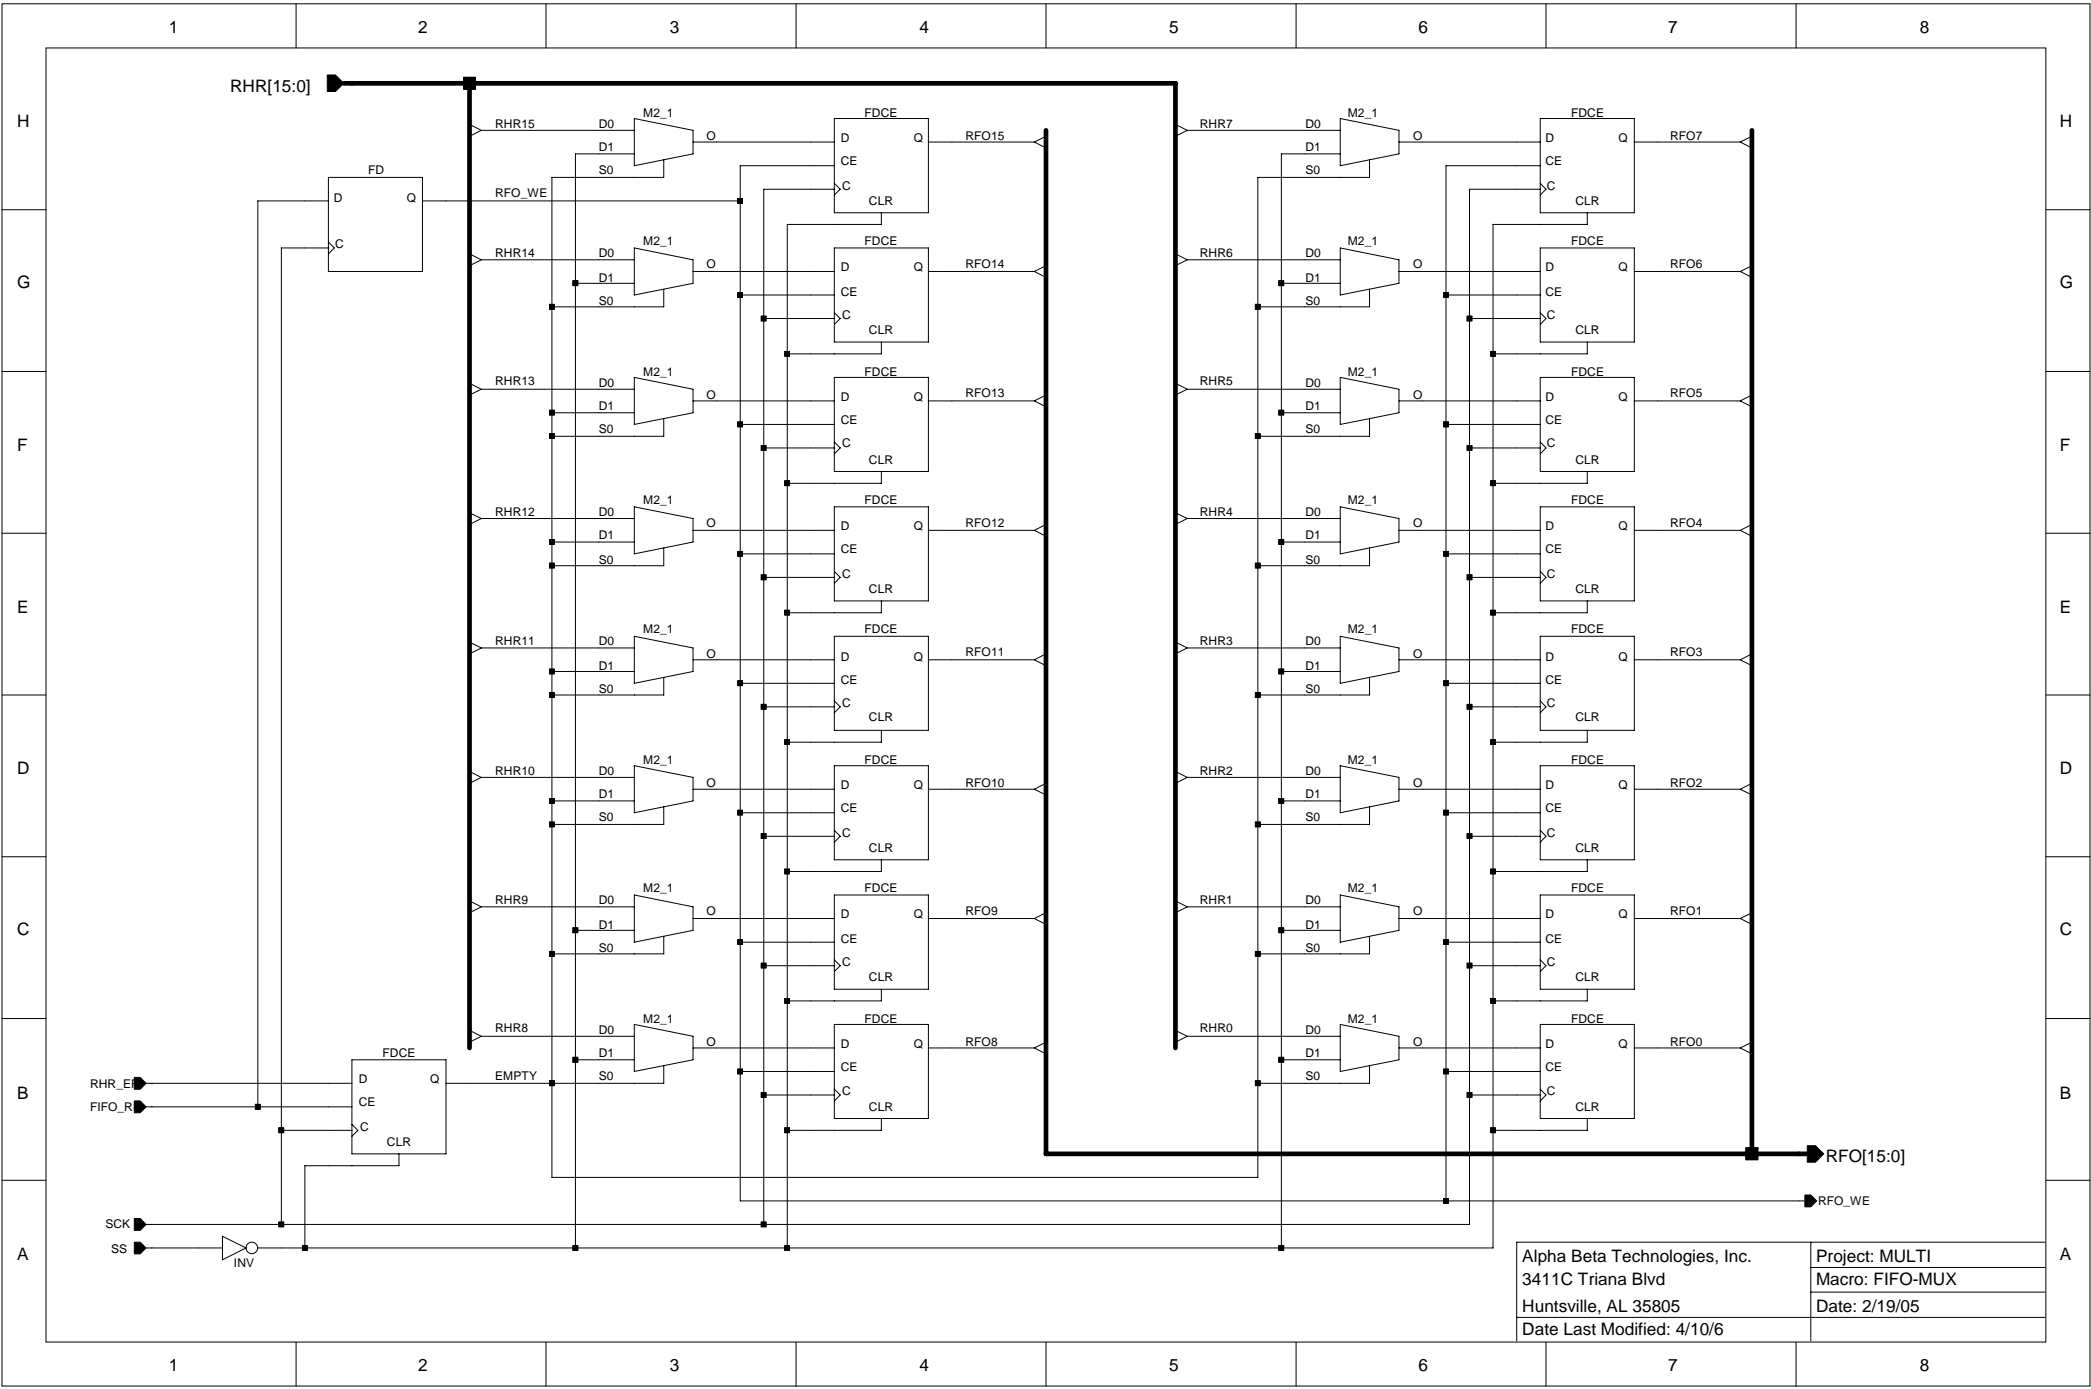 1 2 3 4 5 6 7 8
RHR[15:0]
H H
RHR15 D0 M2_1 O FDCE D Q RFO15
D1 CE
S0 C
CLR
RHR7 D0 M2_1 O FDCE D Q RFO7
D1 CE
S0 C
CLR
FD
D Q RFO_WE
C
G G
RHR14 D0 M2_1 O FDCE D Q RFO14
D1 CE
S0 C
CLR
RHR6 D0 M2_1 O FDCE D Q RFO6
D1 CE
S0 C
CLR
F F
RHR13 D0 M2_1 O FDCE D Q RFO13
D1 CE
S0 C
CLR
RHR5 D0 M2_1 O FDCE D Q RFO5
D1 CE
S0 C
CLR
RHR12 D0 M2_1 O FDCE D Q RFO12
D1 CE
S0 C
CLR
RHR4 D0 M2_1 O FDCE D Q RFO4
D1 CE
S0 C
CLR
E E
RHR11 D0 M2_1 O FDCE D Q RFO11
D1 CE
S0 C
CLR
RHR3 D0 M2_1 O FDCE D Q RFO3
D1 CE
S0 C
CLR
D D
RHR10 D0 M2_1 O FDCE D Q RFO10
D1 CE
S0 C
CLR
RHR2 D0 M2_1 O FDCE D Q RFO2
D1 CE
S0 C
CLR
C C
RHR9 D0 M2_1 O FDCE D Q RFO9
D1 CE
S0 C
CLR
RHR1 D0 M2_1 O FDCE D Q RFO1
D1 CE
S0 C
CLR
RHR8 D0 M2_1 O FDCE D Q RFO8
D1 CE
S0 C
CLR
RHR0 D0 M2_1 O FDCE D Q RFO0
D1 CE
S0 C
CLR
B B
FDCE
D Q EMPTY
CE
C
CLR
RFO[15:0]
RFO_WE
SCK
SS
INV
A A
Alpha Beta Technologies, Inc.
3411C Triana Blvd
Huntsville, AL 35805
Date Last Modified: 4/10/6
Project: MULTI
Macro: FIFO-MUX
Date: 2/19/05
1 2 3 4 5 6 7 8